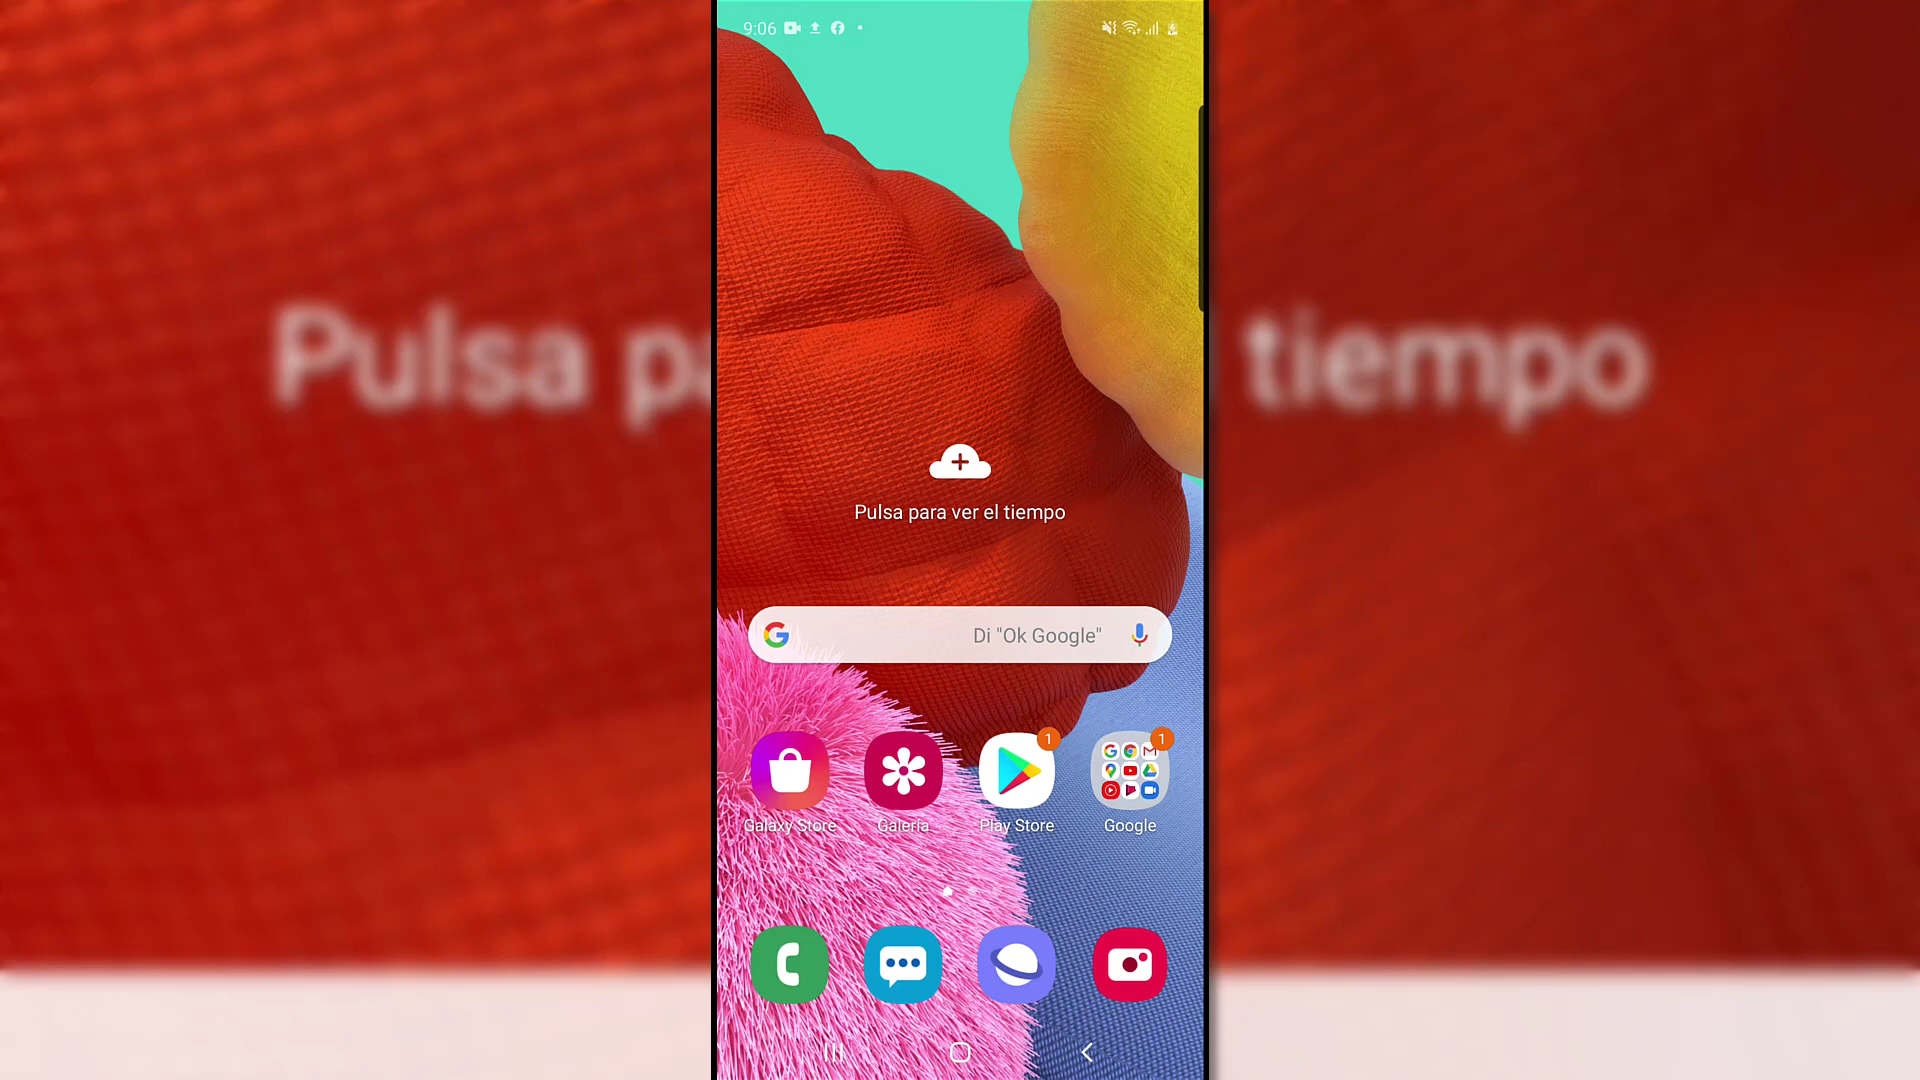 9:06
Pulsa pa
tiempo
Pulsa para ver el tiempo
Di "Ok Google"
1
1
Galaxy Store
Galería
Play Store
Google